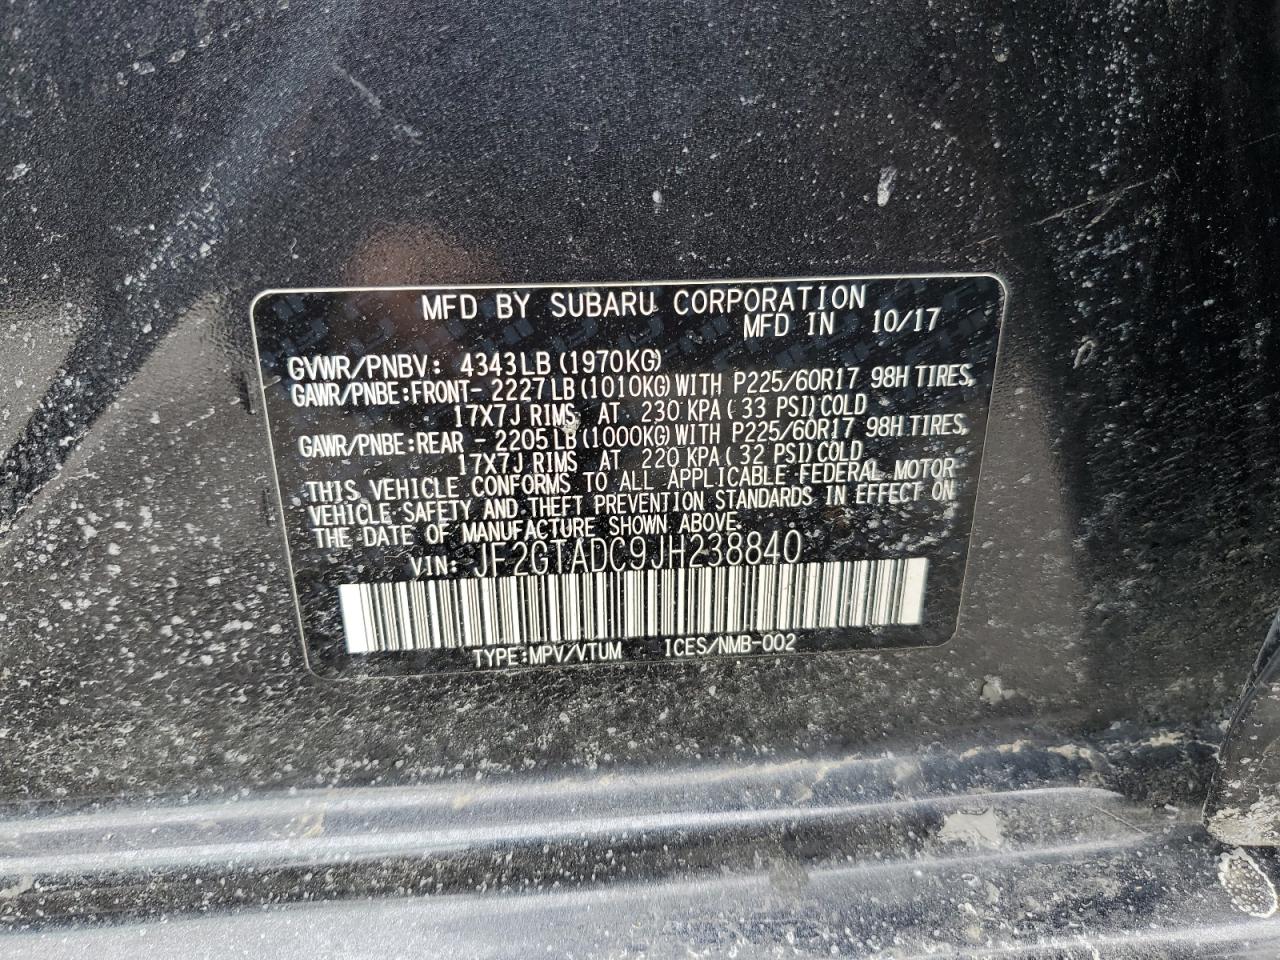 MFD BY SUBARU CORPORATION
MFD IN 10/17
GVWR/PNBV: 4343LB (1970KG)
GAWR/PNBE:FRONT- 2227LB (1010KG) WITH P225/60R17 98H TIRES,
17X7J RIMS AT 230 KPA( 33 PSI) COLD
GAWR/PNBE:REAR - 2205LB (1000KG) WITH P225/60R17 98H TIRES,
17X7J RIMS AT 220 KPA( 32 PSI) COLD
THIS VEHICLE CONFORMS TO ALL APPLICABLE FEDERAL MOTOR
VEHICLE SAFETY AND THEFT PREVENTION STANDARDS IN EFFECT ON
THE DATE OF MANUFACTURE SHOWN ABOVE.
VIN: JF2GTADC9JH238840
TYPE:MPV/V.TUM ICES/NMB-002